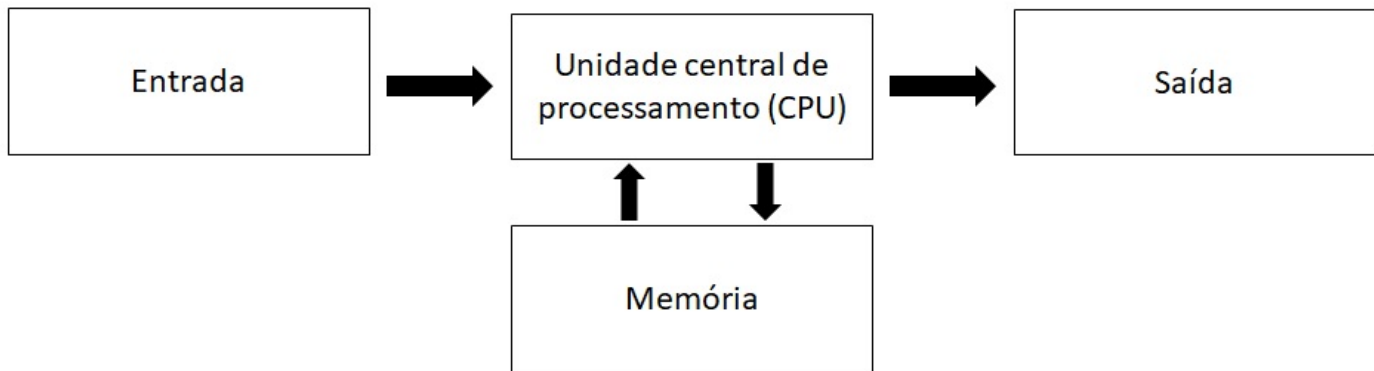 Entrada
Unidade central de
processamento (CPU)
Saída
Memória